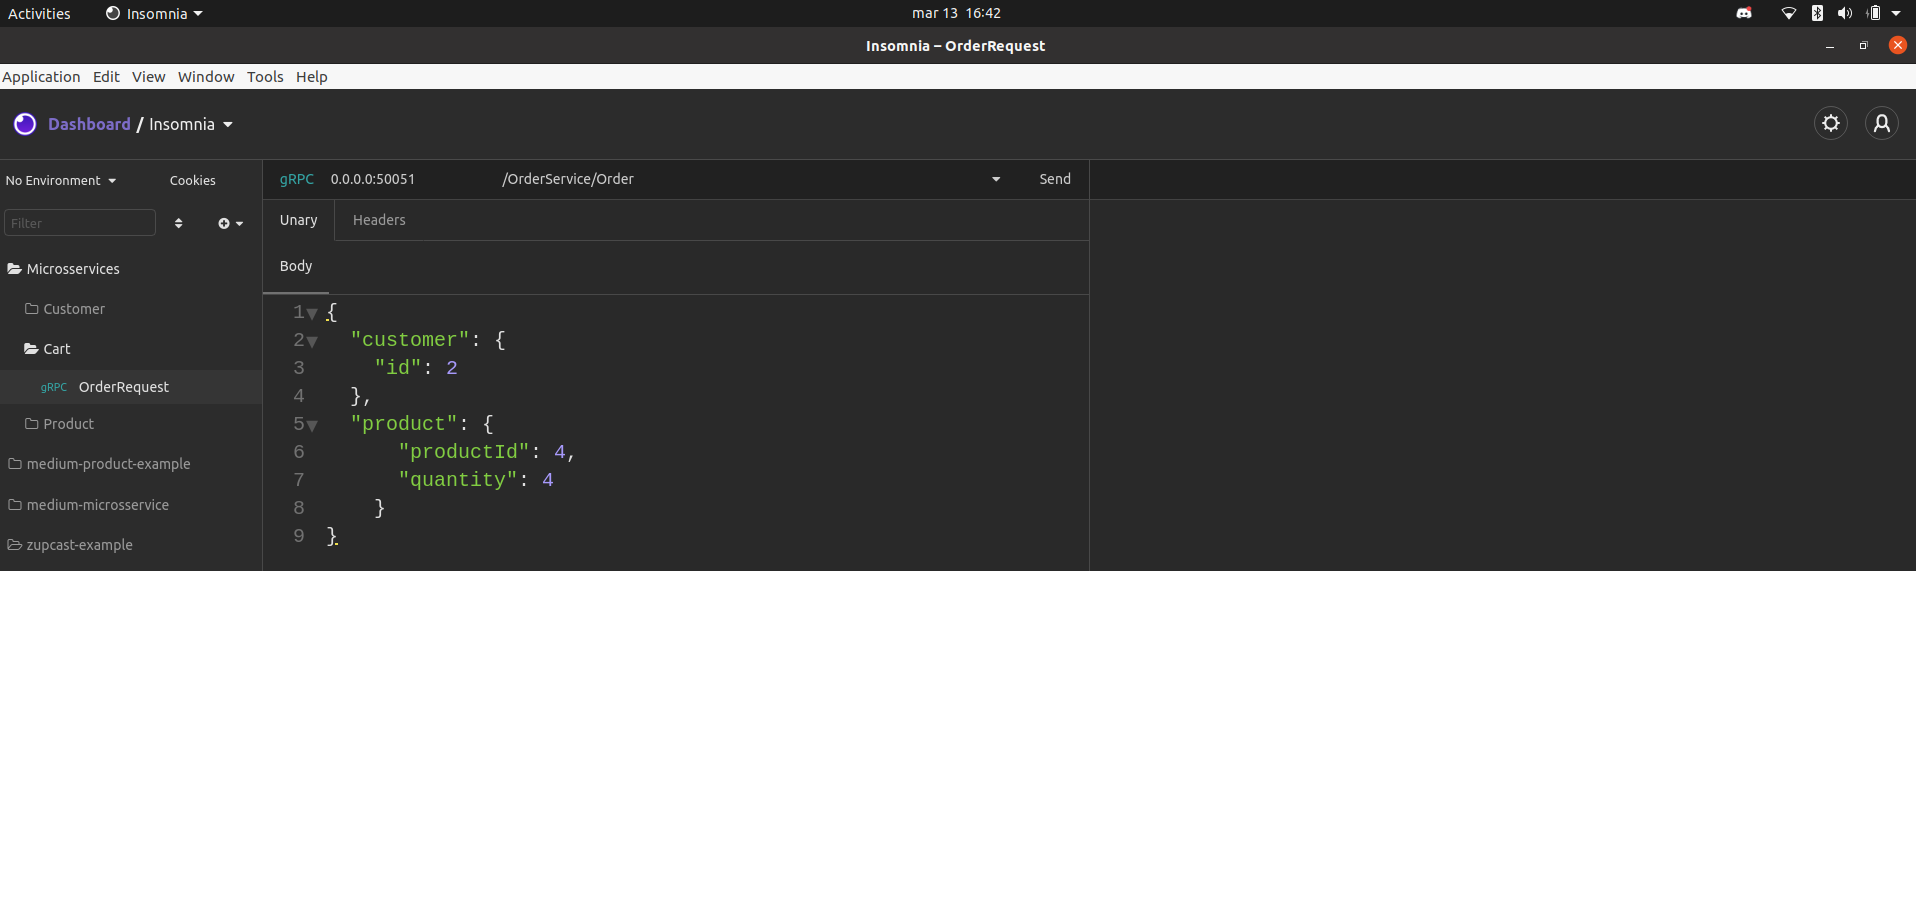 Activities Insomnia mar 13 16:42
Insomnia – OrderRequest
Application Edit View Window Tools Help
Dashboard / Insomnia
No Environment Cookies
Filter
Microsservices
Customer
Cart
gRPC OrderRequest
Product
medium-product-example
medium-microsservice
zupcast-example
gRPC 0.0.0.0:50051 /OrderService/Order Send
Unary Headers
Body
1 {
2 "customer": {
3 "id": 2
4 },
5 "product": {
6 "productId": 4,
7 "quantity": 4
8 }
9 }